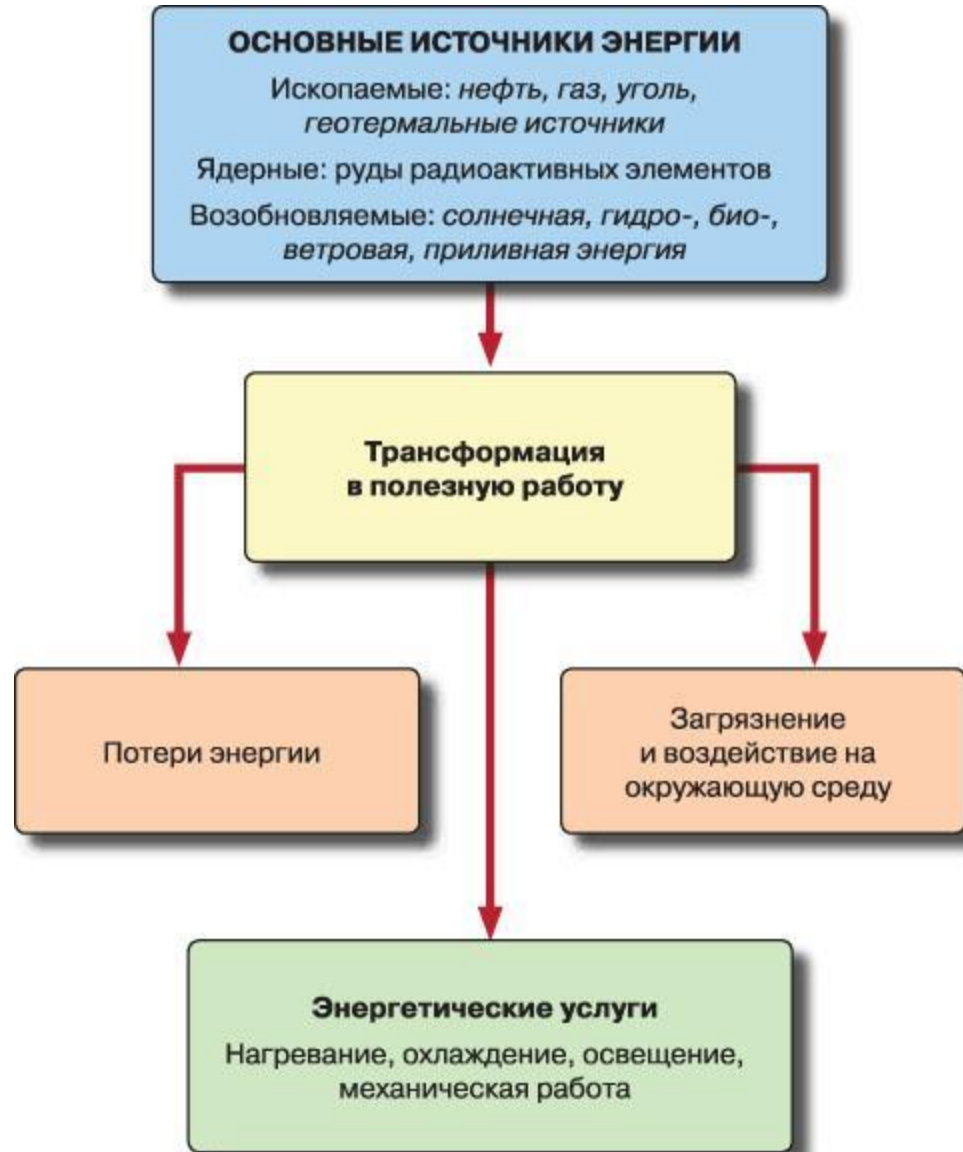 ОСНОВНЫЕ ИСТОЧНИКИ ЭНЕРГИИ
Ископаемые: нефть, газ, уголь,
геотермальные источники
Ядерные: руды радиоактивных элементов
Возобновляемые: солнечная, гидро-, био-,
ветровая, приливная энергия
Трансформация
в полезную работу
Потери энергии
Загрязнение
и воздействие на
окружающую среду
Энергетические услуги
Нагревание, охлаждение, освещение,
механическая работа